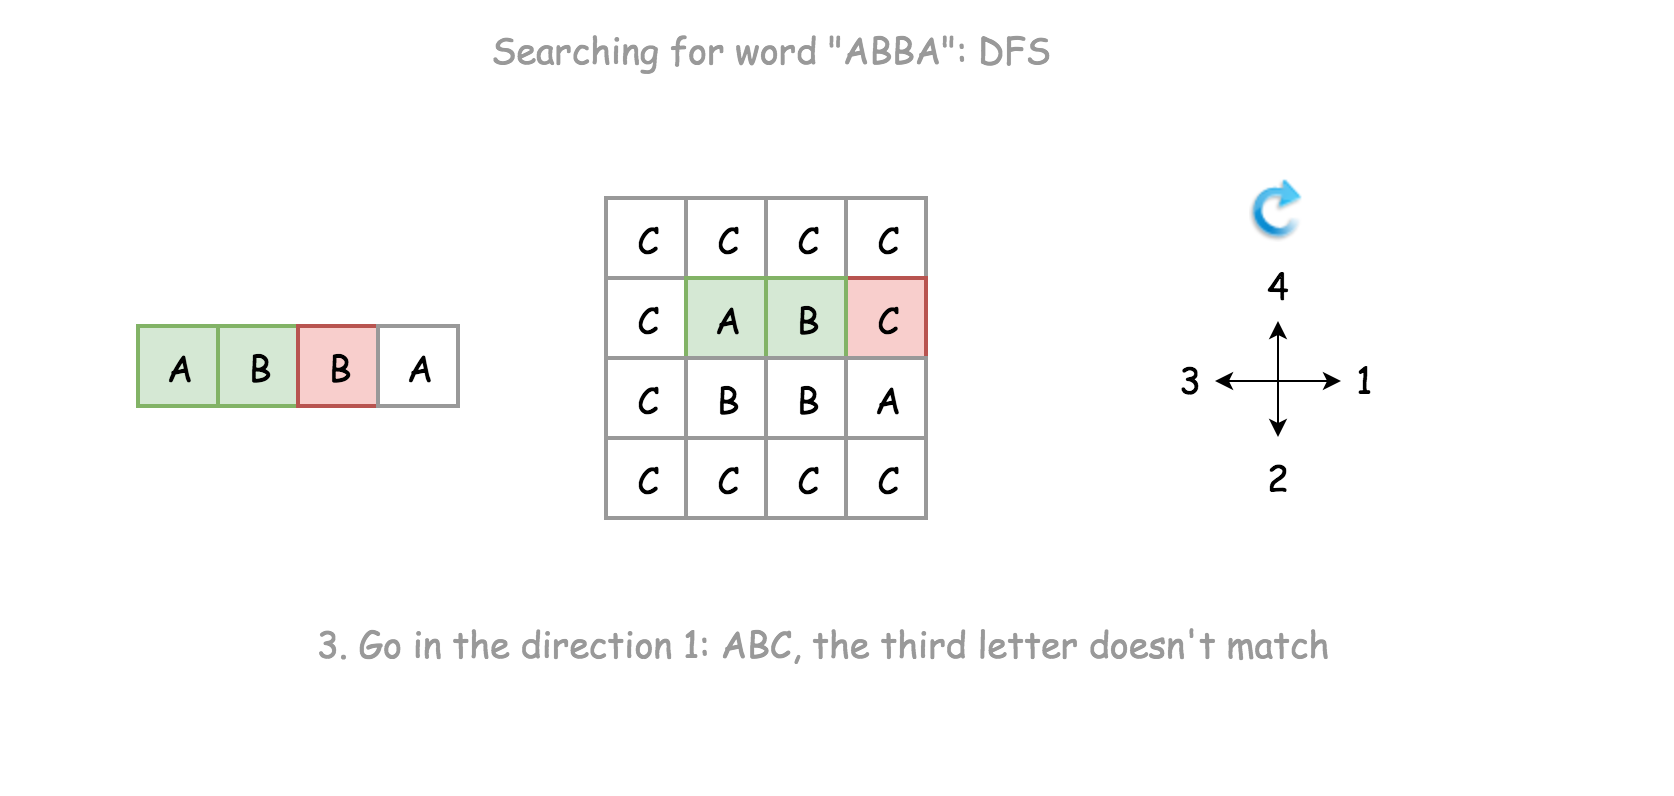 Searching for word "ABBA": DFS
A B B A
C C C C
C A B C
C B B A
C C C C
4
3 1
2
3. Go in the direction 1: ABC, the third letter doesn't match